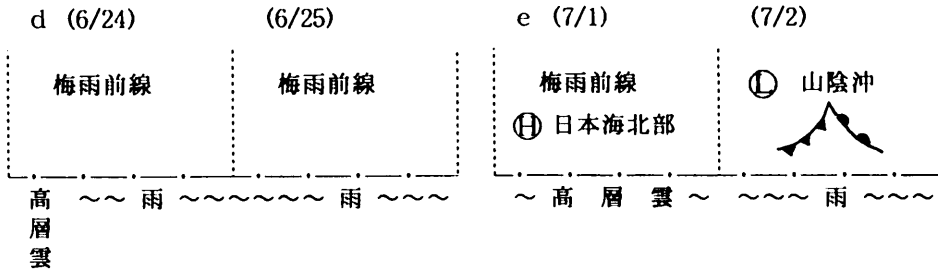 d (6/24) (6/25) e (7/1) (7/2)
梅雨前線 梅雨前線 梅雨前線 Ⓛ 山陰沖
Ⓗ 日本海北部
高層雲 〜〜 雨 〜〜〜〜〜 雨 〜〜〜 〜 高層雲 〜 〜〜〜 雨 〜〜〜